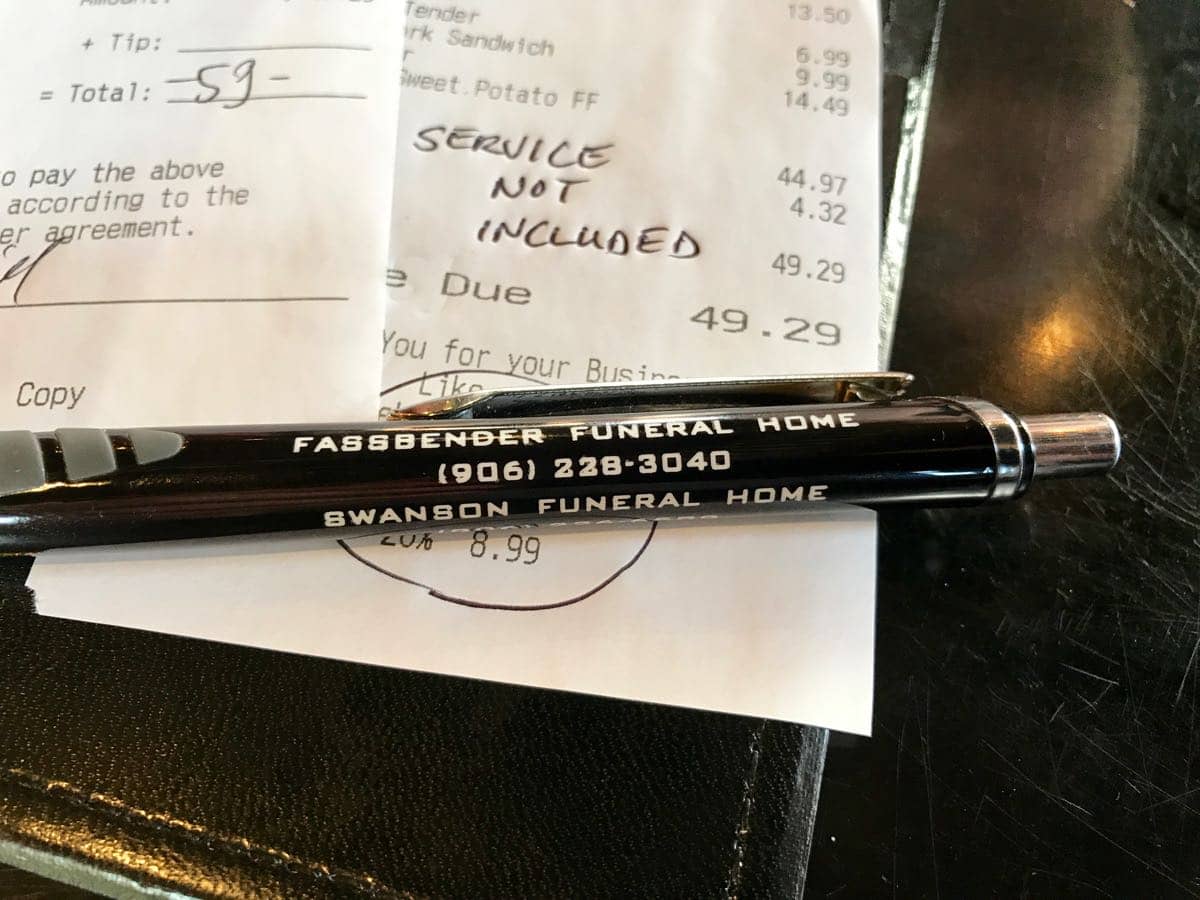 + Tip:
= Total: -59-
to pay the above
according to the
agreement.
Copy
Tender 13.50
Sandwich 6.99
9.99
Sweet Potato FF 14.49
SERVICE
NOT
INCLUDED
44.97
4.32
49.29
Due 49.29
You for your
Like
FASSBENDER FUNERAL HOME
(906) 228-3040
SWANSON FUNERAL HOME
20% 8.99